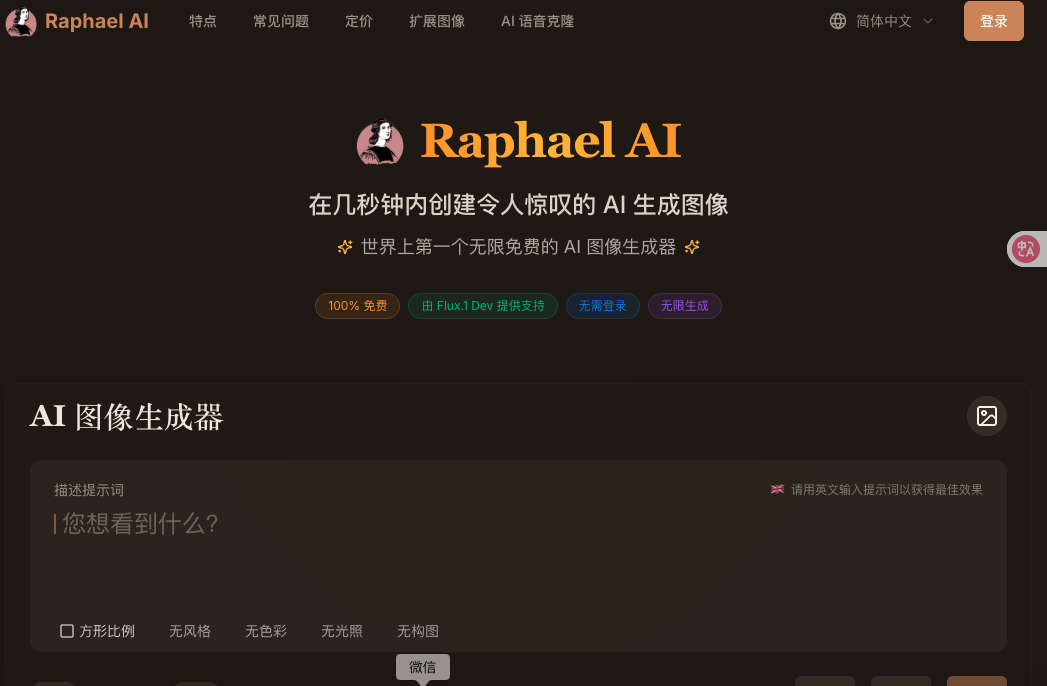 Raphael AI 特点 常见问题 定价 扩展图像 AI 语音克隆 简体中文 登录
Raphael AI
在几秒钟内创建令人惊叹的 AI 生成图像
世界上第一个无限免费的 AI 图像生成器
100% 免费 由 Flux.1 Dev 提供支持 无需登录 无限生成
AI 图像生成器
描述提示词 请用英文输入提示词以获得最佳效果
您想看到什么?
方形比例 无风格 无色彩 无光照 无构图
微信